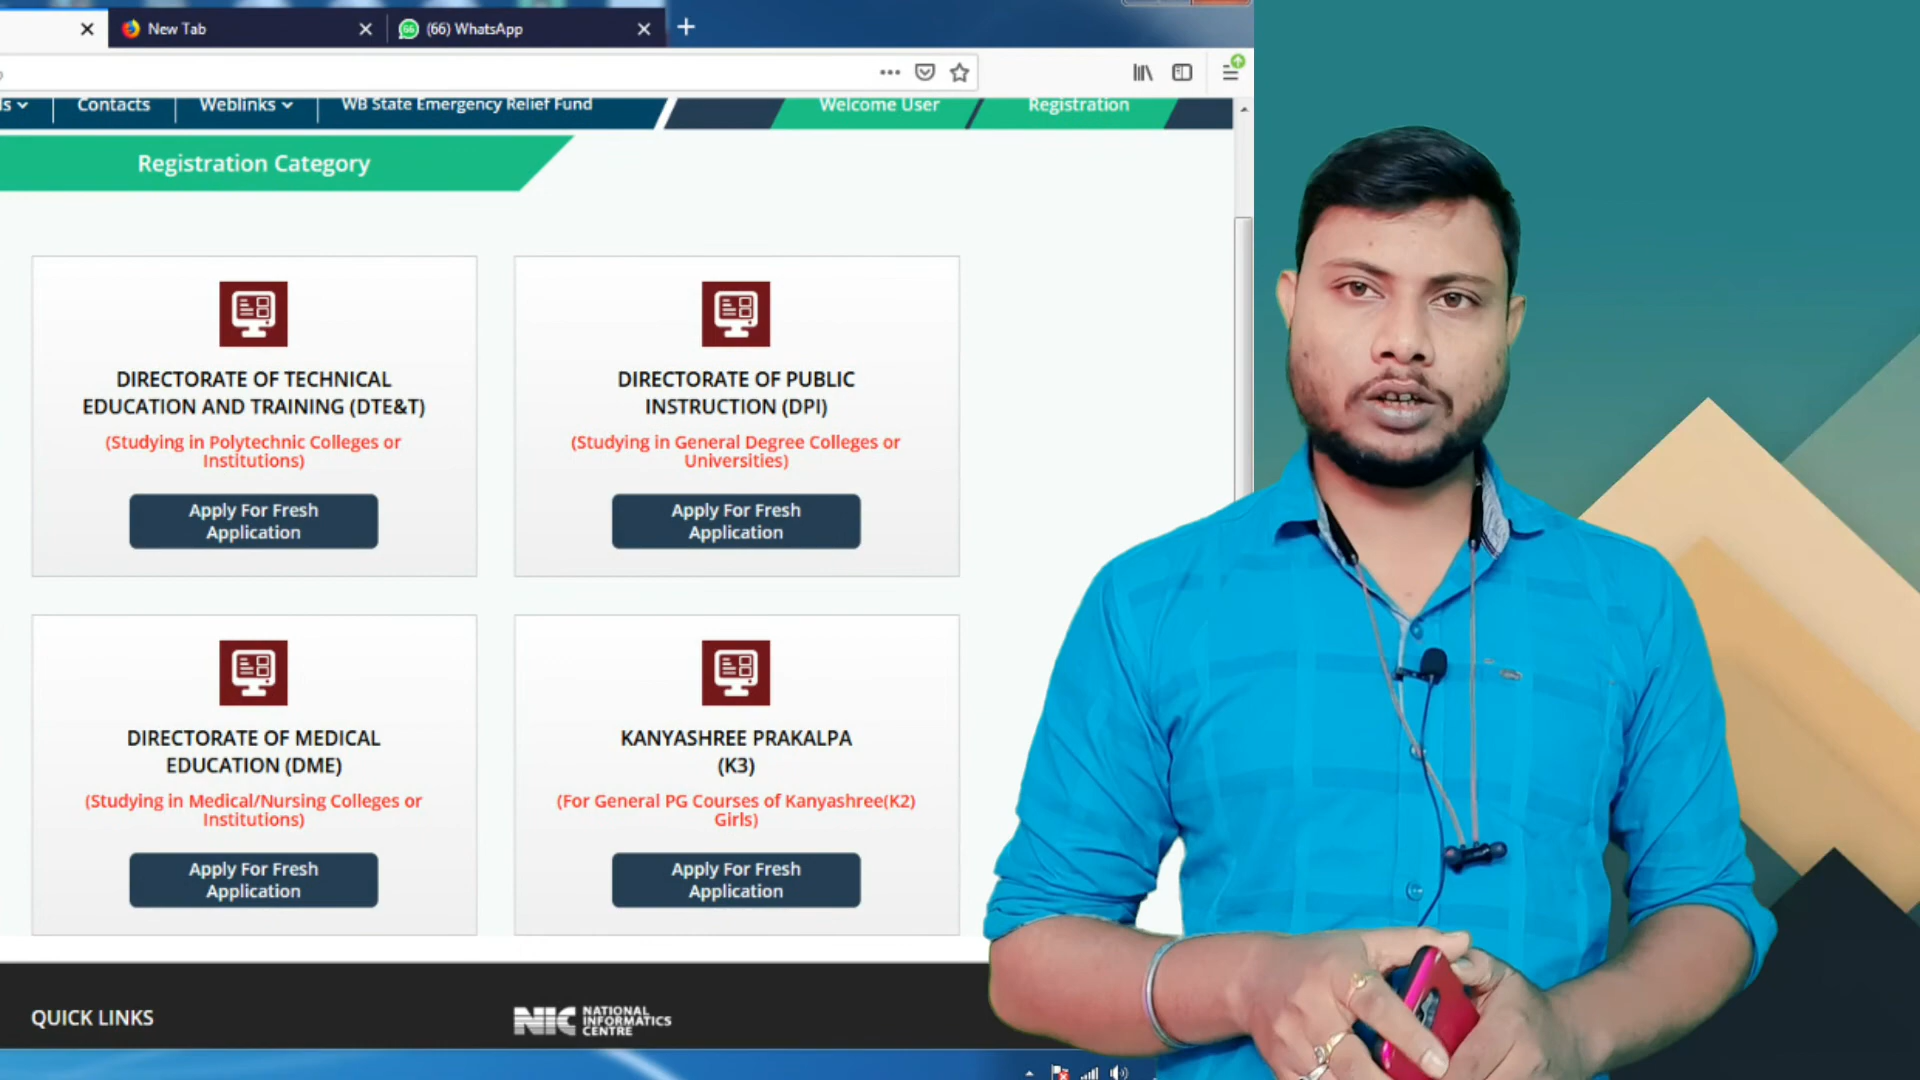 New Tab
(66) WhatsApp
Contacts
Weblinks
WB State Emergency Relief Fund
Welcome User
Registration
Registration Category
DIRECTORATE OF TECHNICAL
EDUCATION AND TRAINING (DTE&T)
(Studying in Polytechnic Colleges or
Institutions)
Apply For Fresh
Application
DIRECTORATE OF PUBLIC
INSTRUCTION (DPI)
(Studying in General Degree Colleges or
Universities)
Apply For Fresh
Application
DIRECTORATE OF MEDICAL
EDUCATION (DME)
(Studying in Medical/Nursing Colleges or
Institutions)
Apply For Fresh
Application
KANYASHREE PRAKALPA
(K3)
(For General PG Courses of Kanyashree(K2)
Girls)
Apply For Fresh
Application
QUICK LINKS
NIC NATIONAL
INFORMATICS
CENTRE